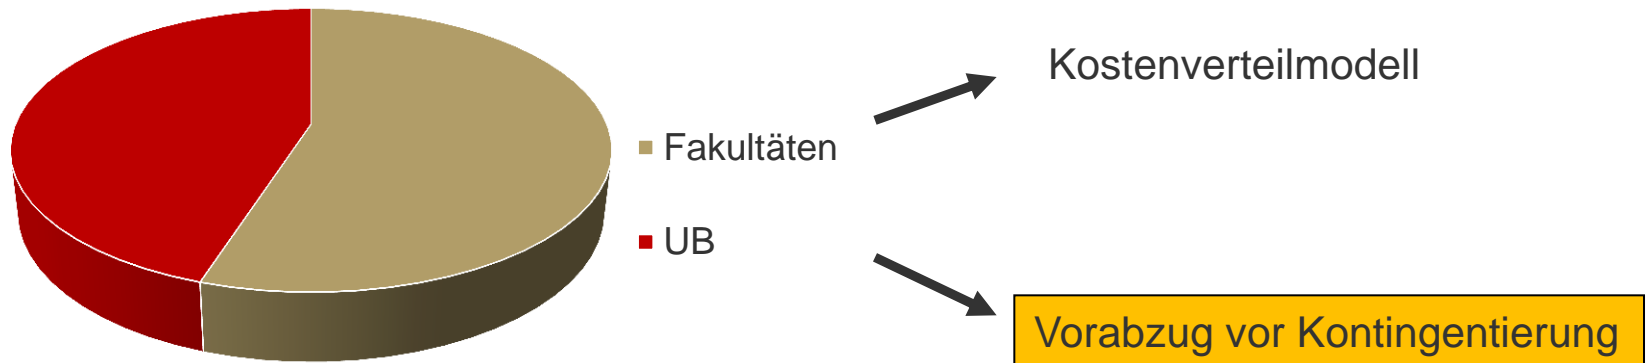 Kostenverteilmodell
Fakultäten
UB
Vorabzug vor Kontingentierung